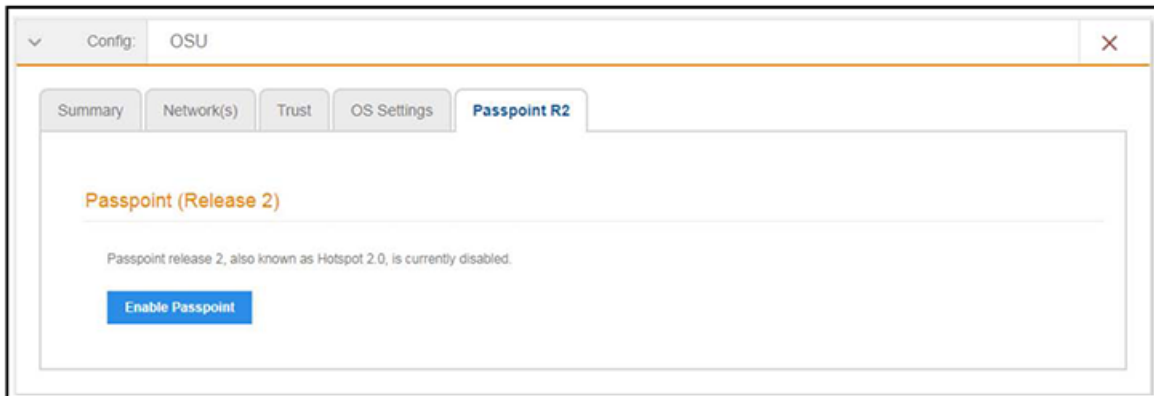 Config: OSU
Summary Network(s) Trust OS Settings Passpoint R2
Passpoint (Release 2)
Passpoint release 2, also known as Hotspot 2.0, is currently disabled.
Enable Passpoint